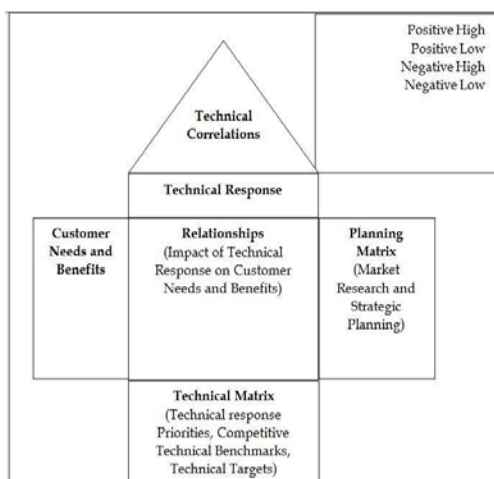 Positive High
Positive Low
Negative High
Negative Low
Technical
Correlations
Technical Response
Customer
Needs and
Benefits
Relationships
(Impact of Technical
Response on Customer
Needs and Benefits)
Planning
Matrix
(Market
Research and
Strategic
Planning)
Technical Matrix
(Technical response
Priorities, Competitive
Technical Benchmarks,
Technical Targets)